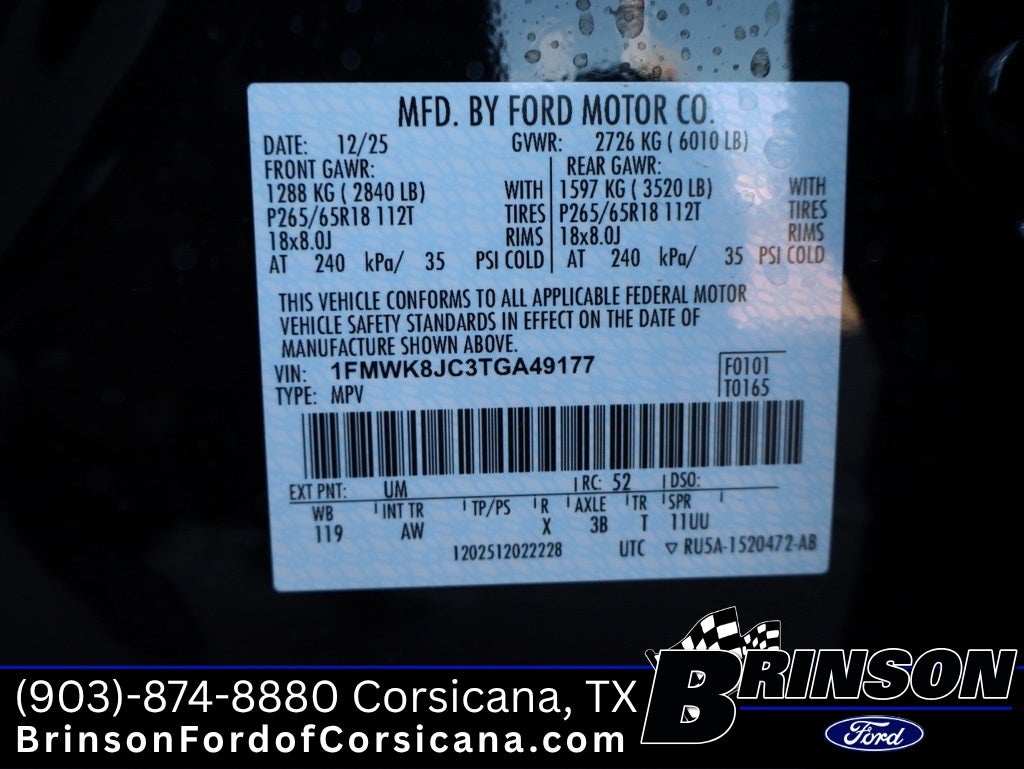 MFD. BY FORD MOTOR CO.
DATE: 12/25 GVWR: 2726 KG ( 6010 LB)
FRONT GAWR: REAR GAWR:
1288 KG ( 2840 LB) WITH 1597 KG ( 3520 LB) WITH
P265/65R18 112T TIRES P265/65R18 112T TIRES
18x8.0J RIMS 18x8.0J RIMS
AT 240 kPa/ 35 PSI COLD AT 240 kPa/ 35 PSI COLD
THIS VEHICLE CONFORMS TO ALL APPLICABLE FEDERAL MOTOR
VEHICLE SAFETY STANDARDS IN EFFECT ON THE DATE OF
MANUFACTURE SHOWN ABOVE.
VIN: 1FMWK8JC3TGA49177 F0101
TYPE: MPV T0165
EXT PNT: UM RC: 52 DSO:
WB INT TR TP/PS R AXLE TR SPR
119 AW X 3B T 11UU
1202512022228 UTC ▽ RU5A-1520472-AB
(903)-874-8880 Corsicana, TX
BrinsonFordofCorsicana.com
BRINSON
Ford